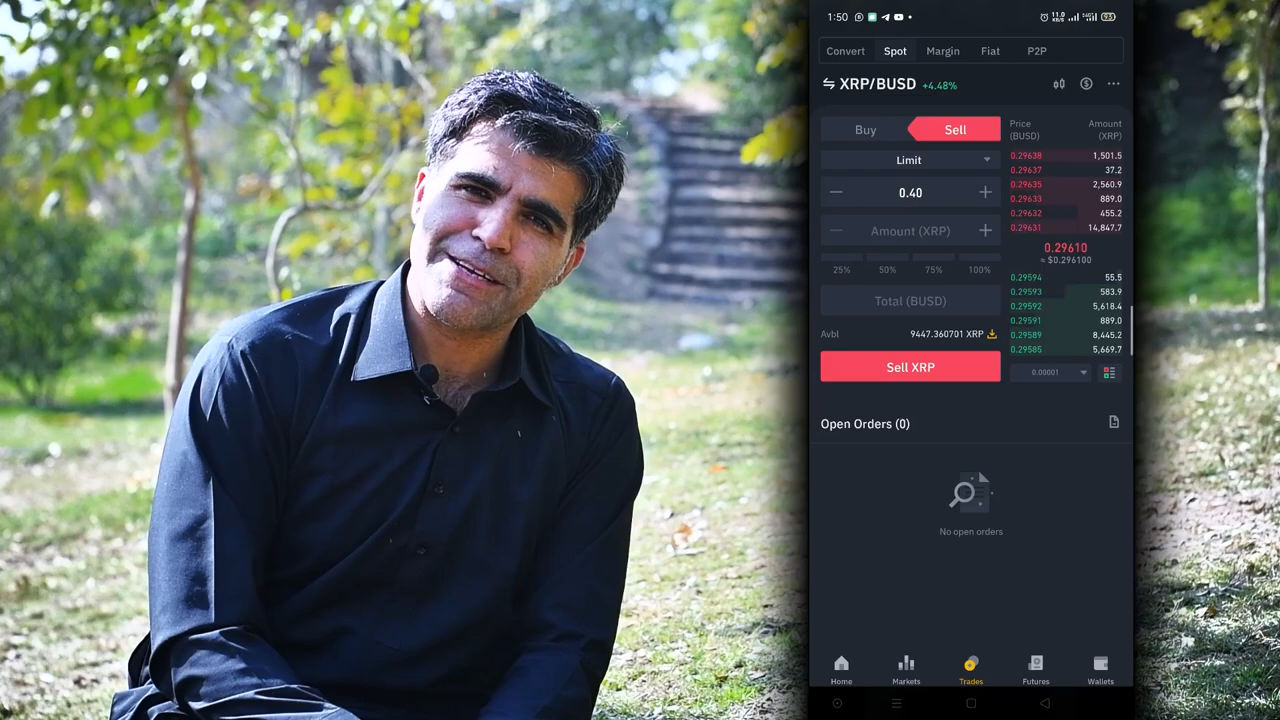 1:50
11.0 KB/S
93
Convert Spot Margin Fiat P2P
XRP/BUSD +4.48%
Buy Sell
Limit
0.40
Amount (XRP)
25% 50% 75% 100%
Total (BUSD)
Avbl 9447.360701 XRP
Sell XRP
Price (BUSD) Amount (XRP)
0.29638 1,501.5
0.29637 37.2
0.29635 2,560.9
0.29633 889.0
0.29632 455.2
0.29631 14,847.7
0.29610
≈ $0.296100
0.29594 55.5
0.29593 583.9
0.29592 5,618.4
0.29591 889.0
0.29589 8,445.2
0.29585 5,669.7
0.00001
Open Orders (0)
No open orders
Home Markets Trades Futures Wallets